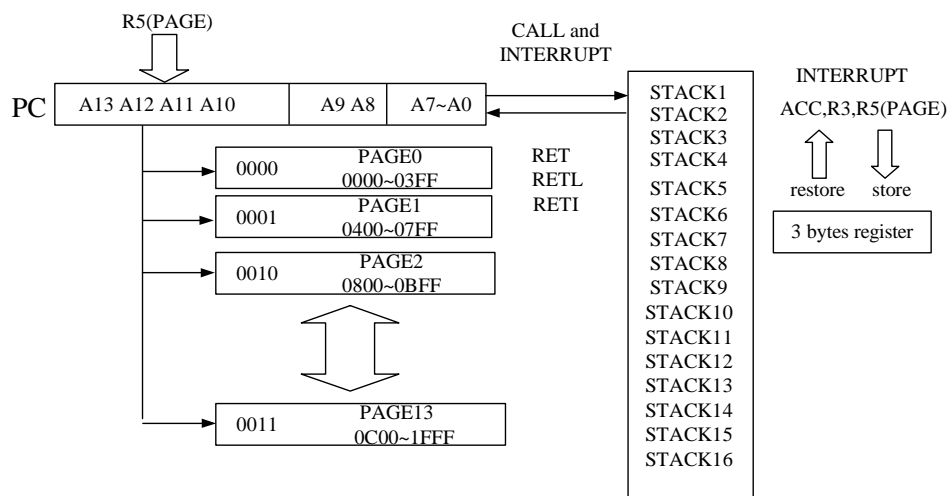 R5(PAGE)
PC
A13 A12 A11 A10
A9 A8
A7~A0
0000
PAGE0
0000~03FF
0001
PAGE1
0400~07FF
0010
PAGE2
0800~0BFF
0011
PAGE13
0C00~1FFF
CALL and
INTERRUPT
RET
RETL
RETI
STACK1
STACK2
STACK3
STACK4
STACK5
STACK6
STACK7
STACK8
STACK9
STACK10
STACK11
STACK12
STACK13
STACK14
STACK15
STACK16
INTERRUPT
ACC,R3,R5(PAGE)
restore
store
3 bytes register